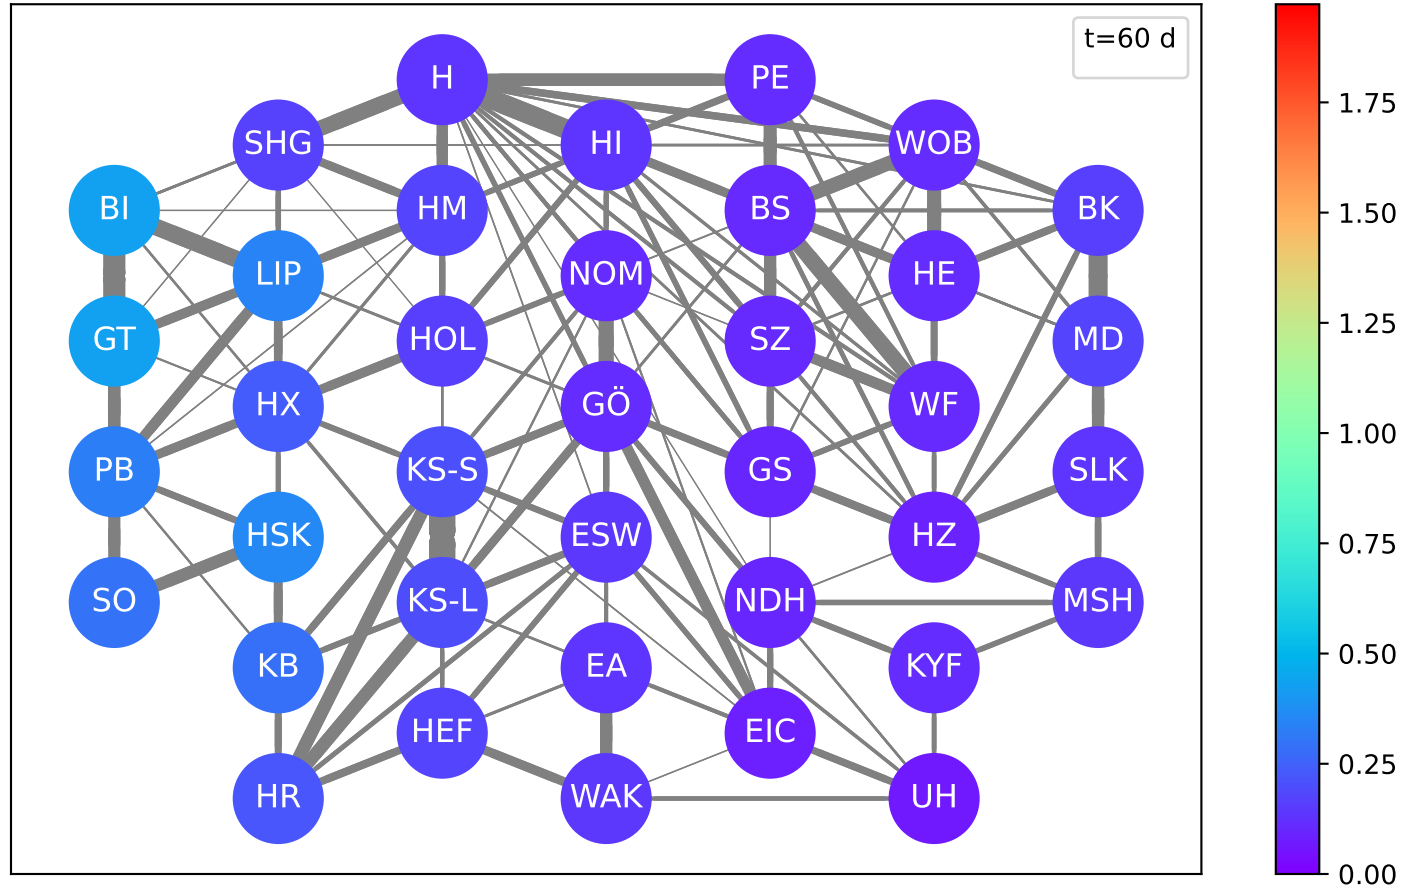 t=60 d
H
PE
SHG
HI
WOB
BI
HM
BS
BK
LIP
NOM
HE
GT
HOL
SZ
MD
HX
GÖ
WF
PB
KS-S
GS
SLK
HSK
ESW
HZ
SO
KS-L
NDH
MSH
KB
EA
KYF
HEF
EIC
HR
WAK
UH
1.75
1.50
1.25
1.00
0.75
0.50
0.25
0.00